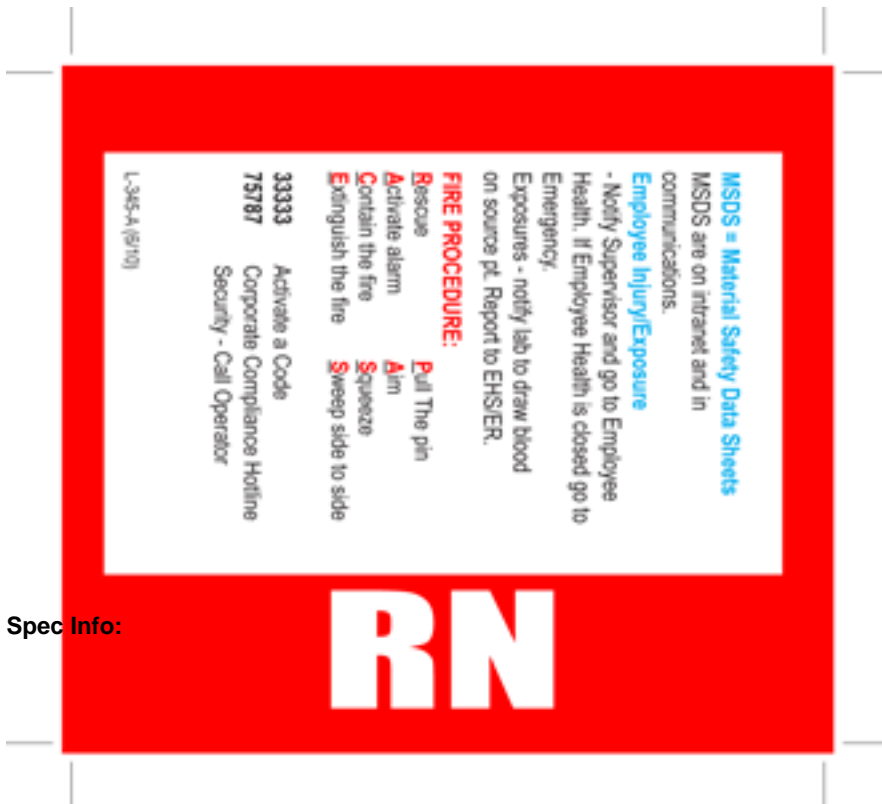 MSDS = Material Safety Data Sheets
MSDS are on intranet and in
communications.
Employee Injury/Exposure
- Notify Supervisor and go to Employee
Health. If Employee Health is closed go to
Emergency.
Exposures - notify lab to draw blood
on source pt. Report to EHS/ER.
FIRE PROCEDURE:
Rescue Pull The pin
Activate alarm Aim
Contain the fire Squeeze
Extinguish the fire Sweep side to side
33333 Activate a Code
75787 Corporate Compliance Hotline
Security - Call Operator
L-345-A (6/10)
Spec Info:
RN